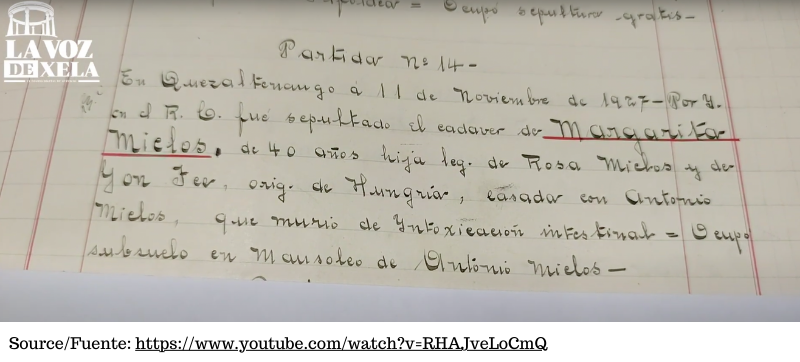 LA VOZ
DE XELA
= Ocupó sepultura gratis-
Partida nº 14-
En Quezaltenango á 11 de Noviembre de 1927- Por Y.
en el R. C. fué sepultado el cadaver de Margarita
Mielos, de 40 años hija leg. de Rosa Mielos y de
Yon Fee, orig. de Hungria, casada con Antonio
Mielos, que murió de Yntoxicación intestinal = Ocupó
subsuelo en Mausoleo de Antonio Mielos-
Source/Fuente: https://www.youtube.com/watch?v=RHAJveLoCmQ